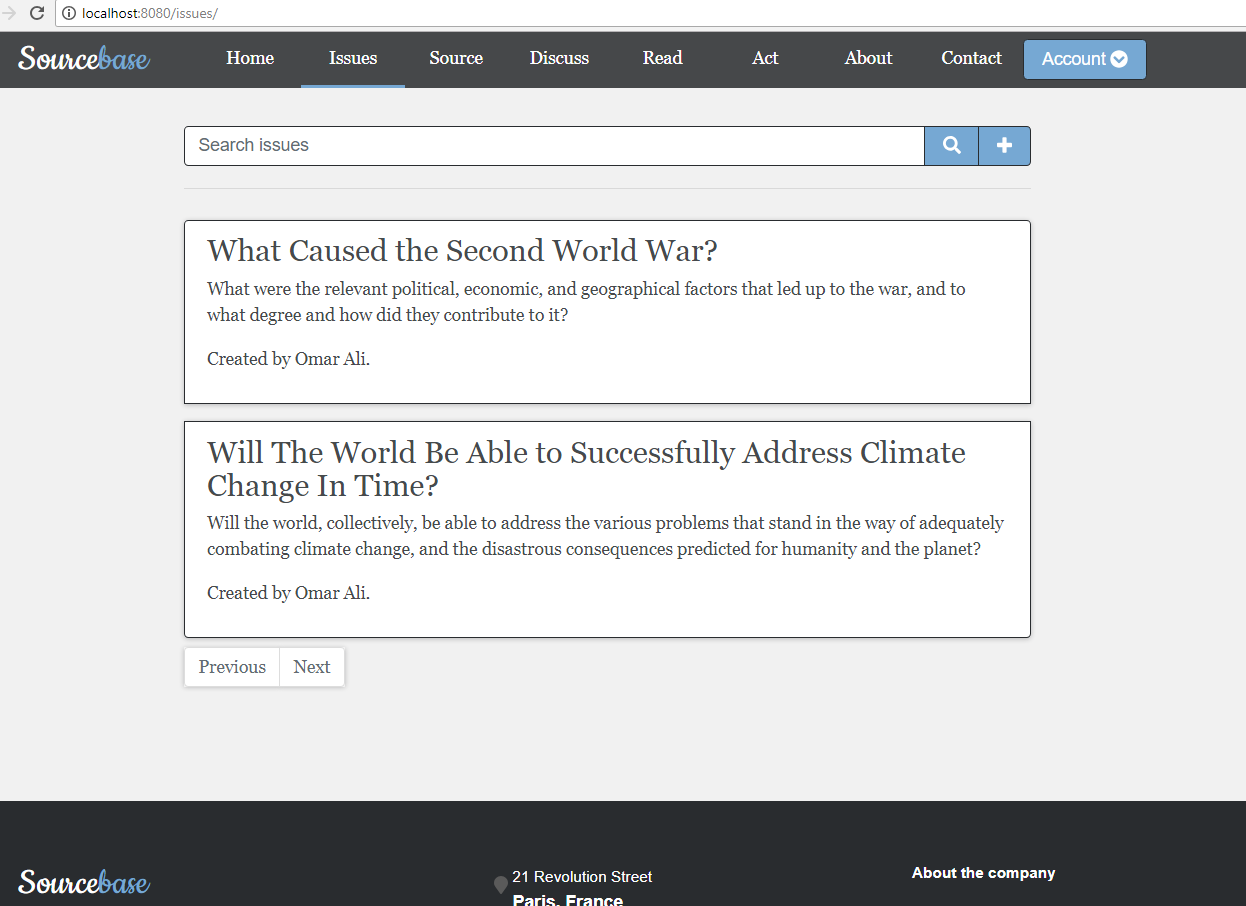 localhost:8080/issues/
Sourcebase Home Issues Source Discuss Read Act About Contact Account
Search issues
What Caused the Second World War?
What were the relevant political, economic, and geographical factors that led up to the war, and to
what degree and how did they contribute to it?
Created by Omar Ali.
Will The World Be Able to Successfully Address Climate
Change In Time?
Will the world, collectively, be able to address the various problems that stand in the way of adequately
combating climate change, and the disastrous consequences predicted for humanity and the planet?
Created by Omar Ali.
Previous Next
Sourcebase
21 Revolution Street
Paris, France
About the company